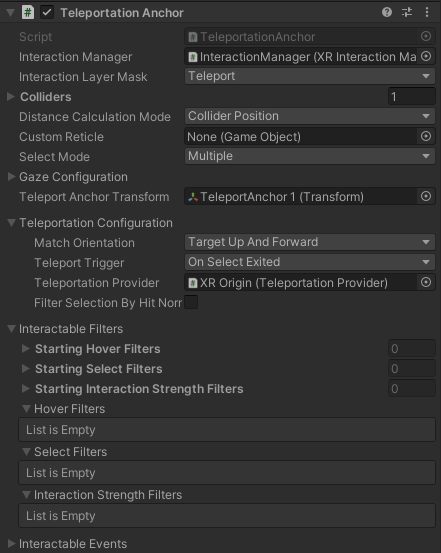 Teleportation Anchor
Script TeleportationAnchor
Interaction Manager InteractionManager (XR Interaction Ma
Interaction Layer Mask Teleport
Colliders 1
Distance Calculation Mode Collider Position
Custom Reticle None (Game Object)
Select Mode Multiple
Gaze Configuration
Teleport Anchor Transform TeleportAnchor 1 (Transform)
Teleportation Configuration
Match Orientation Target Up And Forward
Teleport Trigger On Select Exited
Teleportation Provider XR Origin (Teleportation Provider)
Filter Selection By Hit Norr
Interactable Filters
Starting Hover Filters 0
Starting Select Filters 0
Starting Interaction Strength Filters 0
Hover Filters
List is Empty
Select Filters
List is Empty
Interaction Strength Filters
List is Empty
Interactable Events